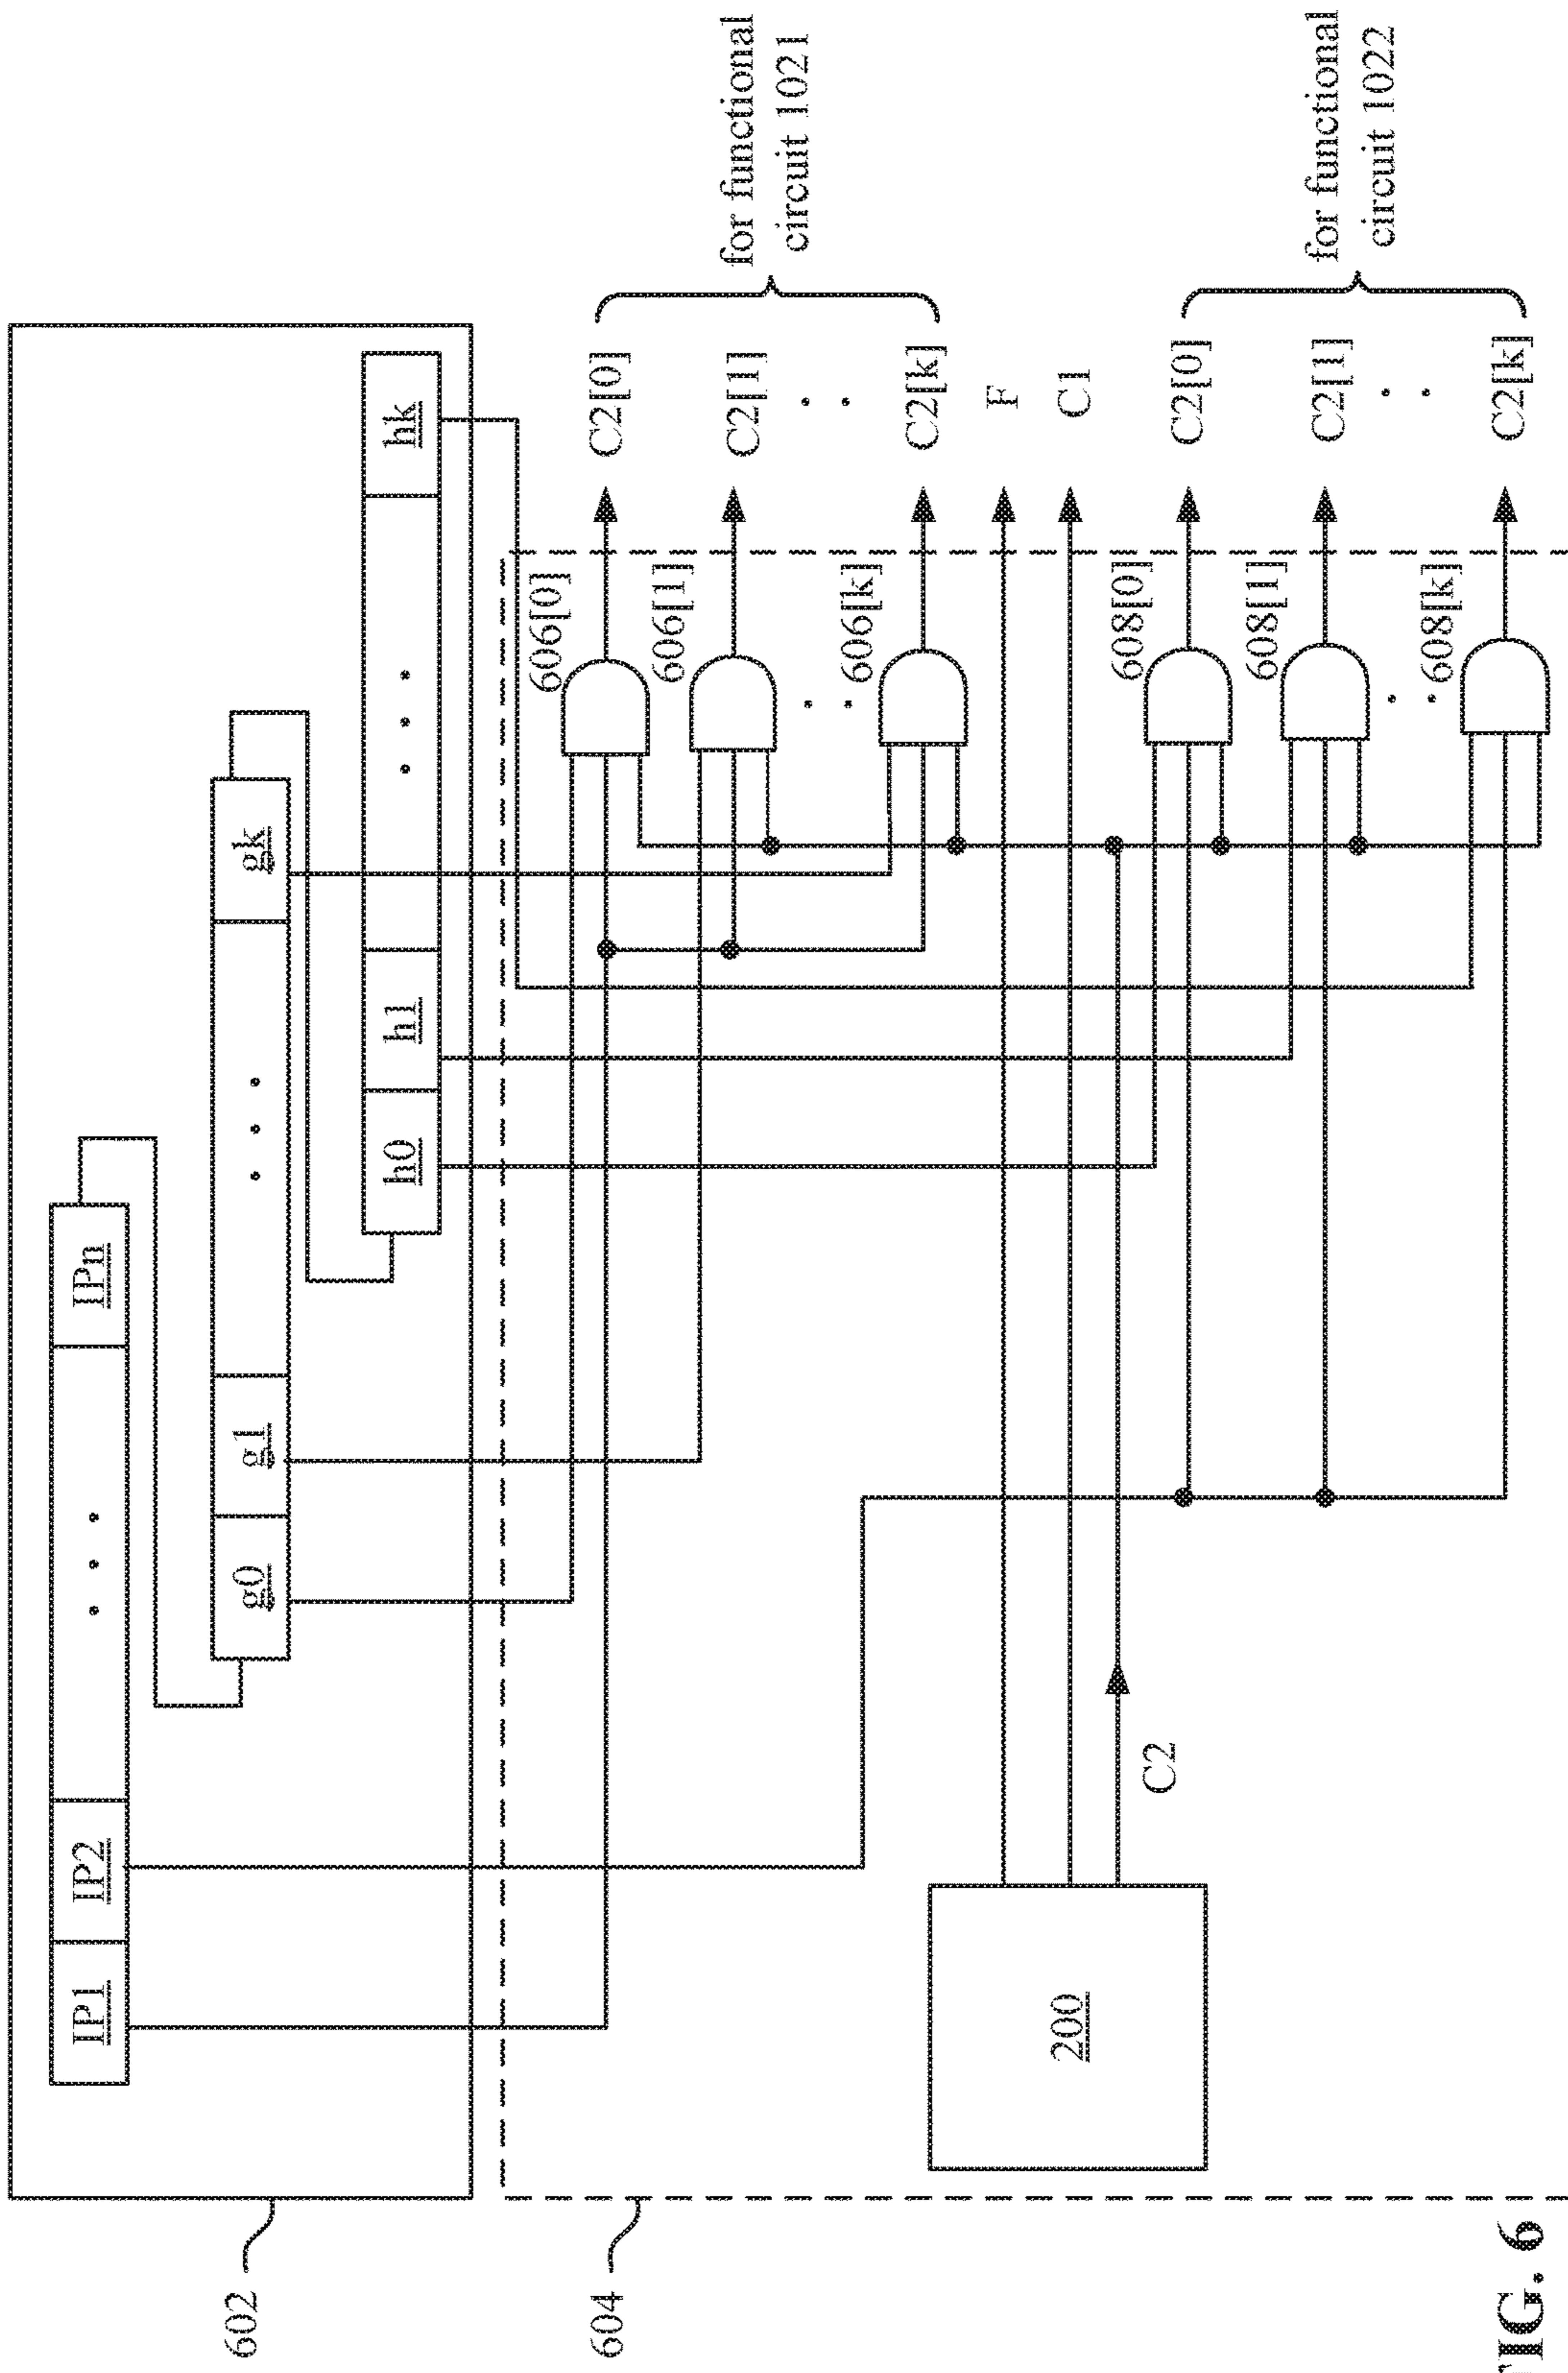 602
604
IP1
IP2
. . .
IPn
g0
g1
. . .
gk
h0
h1
. . .
hk
606[0]
606[1]
. .
606[k]
608[0]
608[1]
. .
608[k]
200
C2
C2[0]
C2[1]
. .
C2[k]
F
C1
C2[0]
C2[1]
. .
C2[k]
for functional
circuit 1021
for functional
circuit 1022
FIG. 6